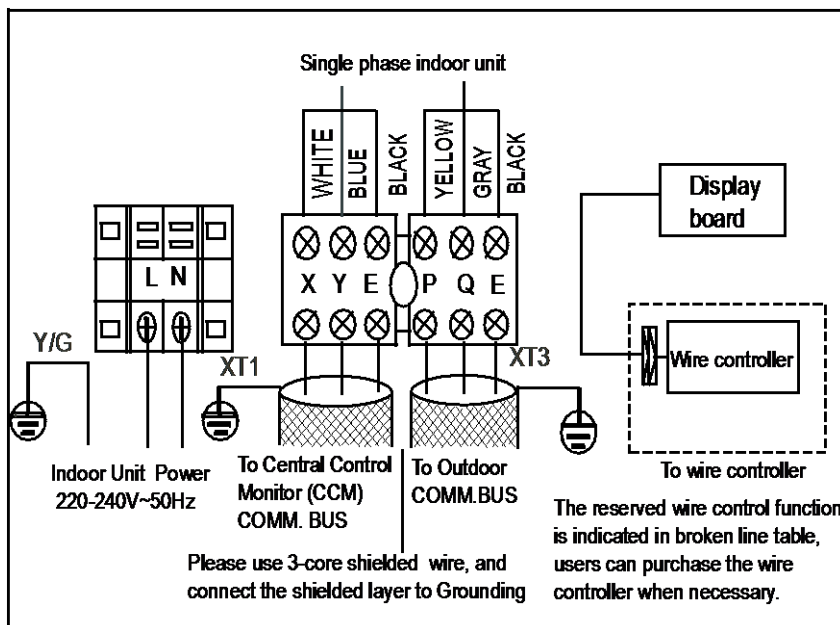 Single phase indoor unit
WHITE
BLUE
BLACK
YELLOW
GRAY
BLACK
Display
board
L N
X Y E P Q E
Y/G
XT1
XT3
Wire controller
Indoor Unit Power
220-240V~50Hz
To Central Control
Monitor (CCM)
COMM. BUS
To Outdoor
COMM.BUS
To wire controller
Please use 3-core shielded wire, and
connect the shielded layer to Grounding
The reserved wire control function
is indicated in broken line table,
users can purchase the wire
controller when necessary.